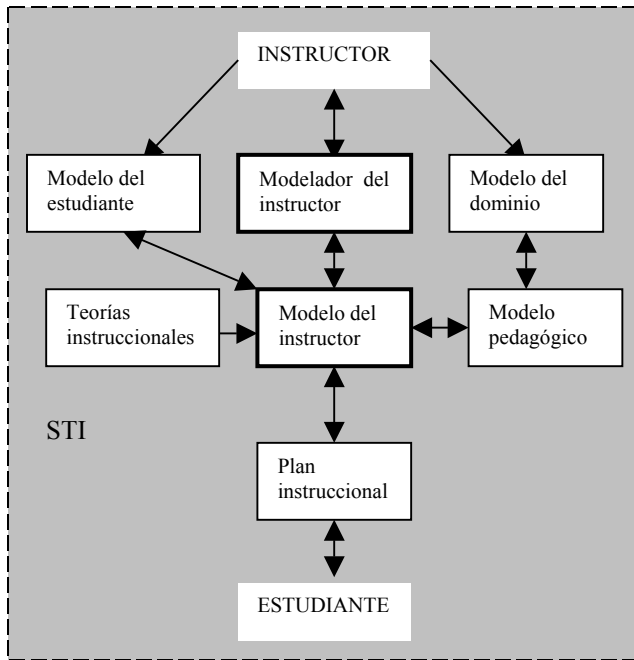 INSTRUCTOR
Modelo del
estudiante
Modelador del
instructor
Modelo del
dominio
Teorías
instruccionales
Modelo del
instructor
Modelo
pedagógico
STI
Plan
instruccional
ESTUDIANTE